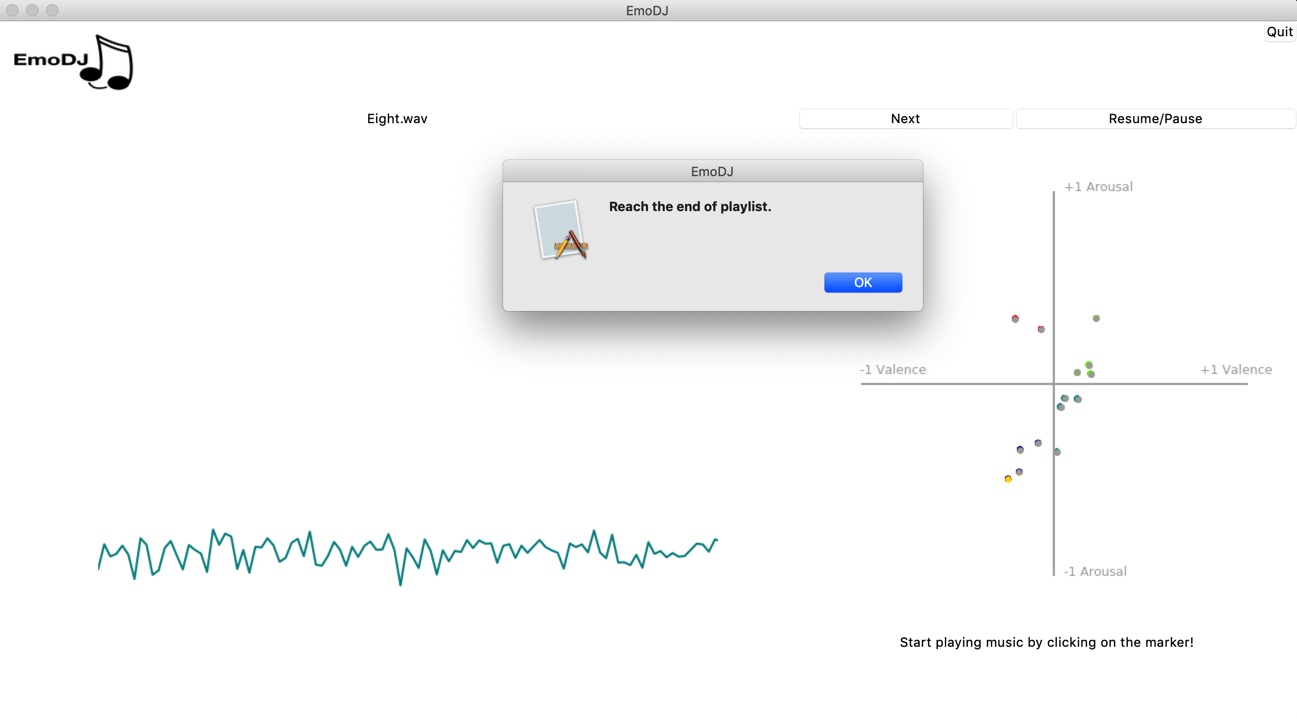 EmoDJ
Quit
EmoDJ
Eight.wav
Next
Resume/Pause
EmoDJ
Reach the end of playlist.
OK
+1 Arousal
-1 Valence
+1 Valence
-1 Arousal
Start playing music by clicking on the marker!